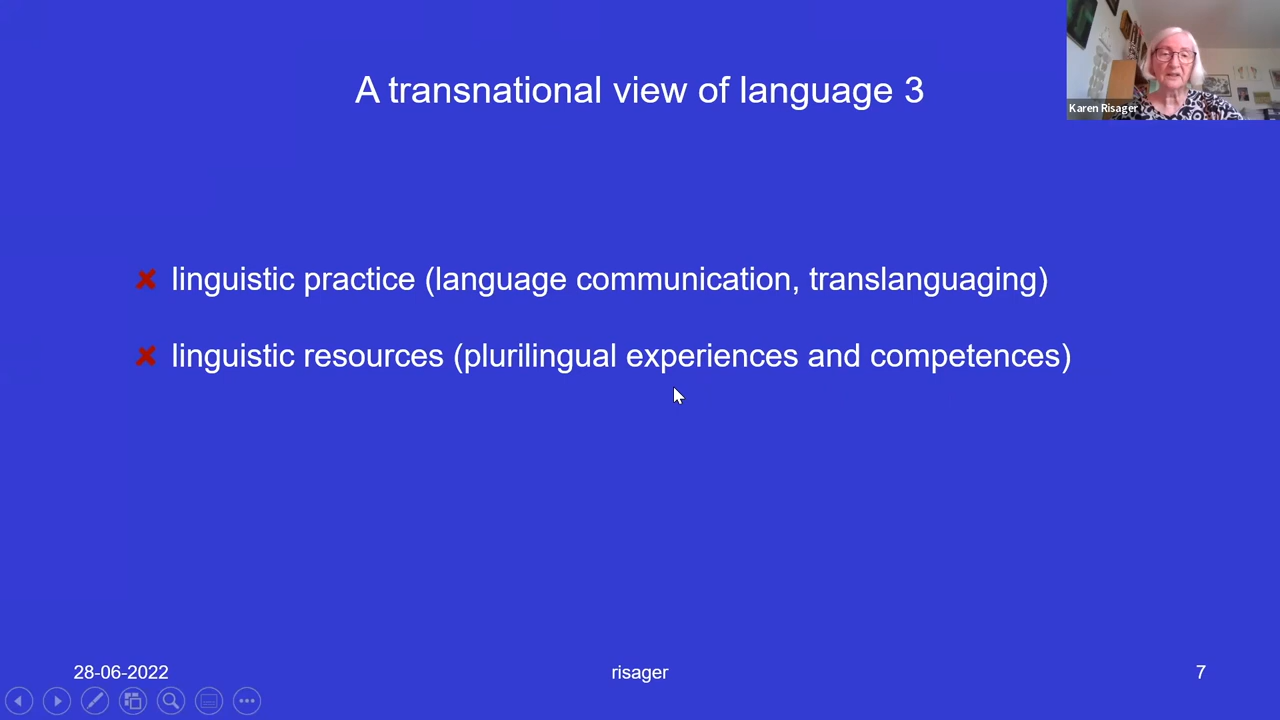 A transnational view of language 3
Karen Risager
linguistic practice (language communication, translanguaging)
linguistic resources (plurilingual experiences and competences)
28-06-2022
risager
7